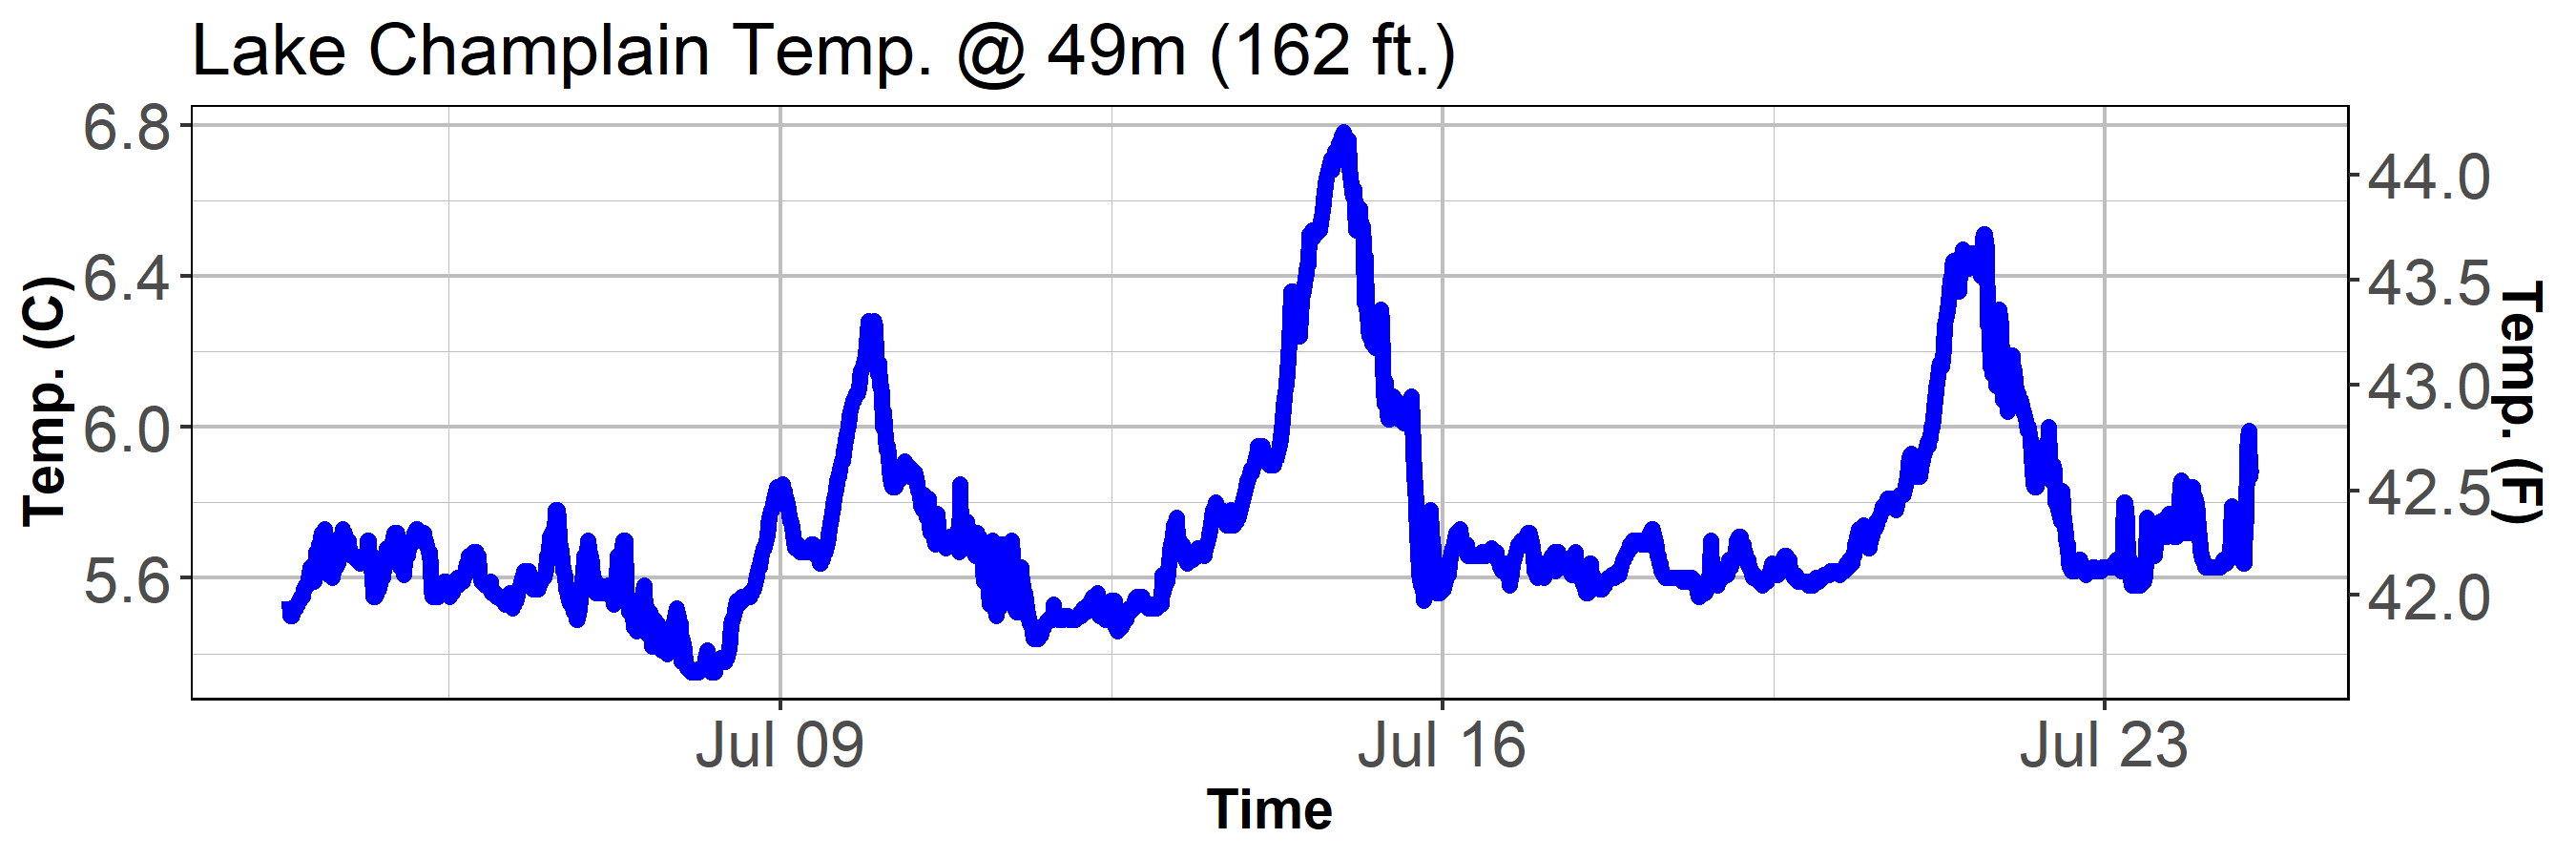 Lake Champlain Temp. @ 49m (162 ft.)
6.8
6.4
6.0
5.6
Temp. (C)
44.0
43.5
43.0
42.5
42.0
Temp. (F)
Jul 09
Jul 16
Jul 23
Time